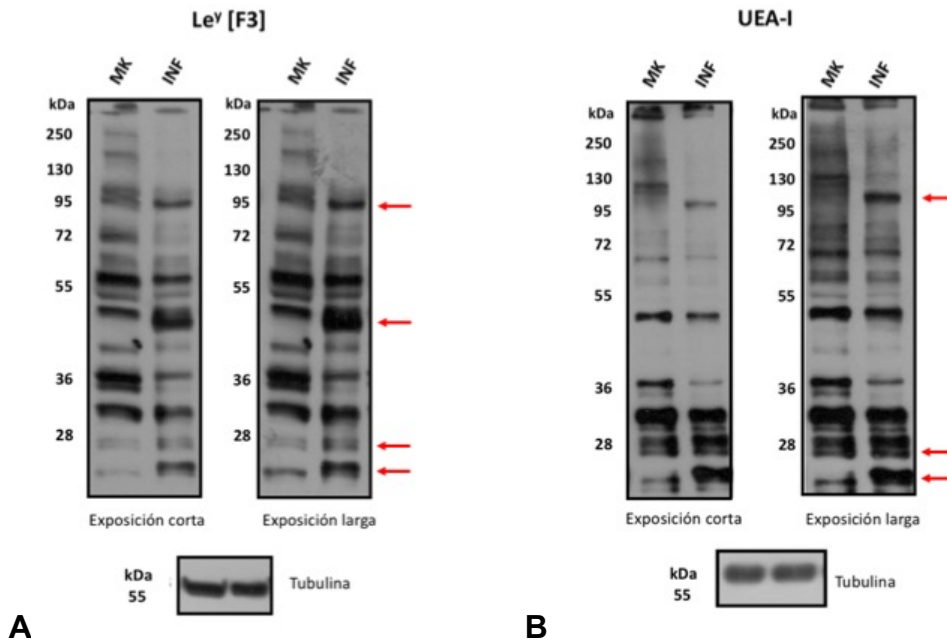 Leʸ [F3]
MK INF MK INF
kDa
250
130
95
72
55
36
28
kDa
250
130
95
72
55
36
28
Exposición corta
Exposición larga
kDa
55
Tubulina
A
UEA-I
MK INF MK INF
kDa
250
130
95
72
55
36
28
kDa
250
130
95
72
55
36
28
Exposición corta
Exposición larga
kDa
55
Tubulina
B